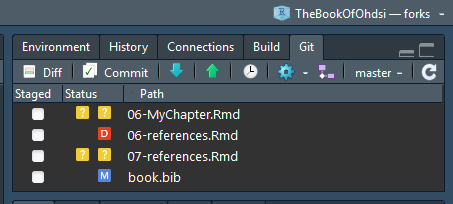 R TheBookOfOhdsi — forks
Environment History Connections Build Git
Diff Commit master
Staged Status Path
? ? 06-MyChapter.Rmd
D 06-references.Rmd
? ? 07-references.Rmd
M book.bib